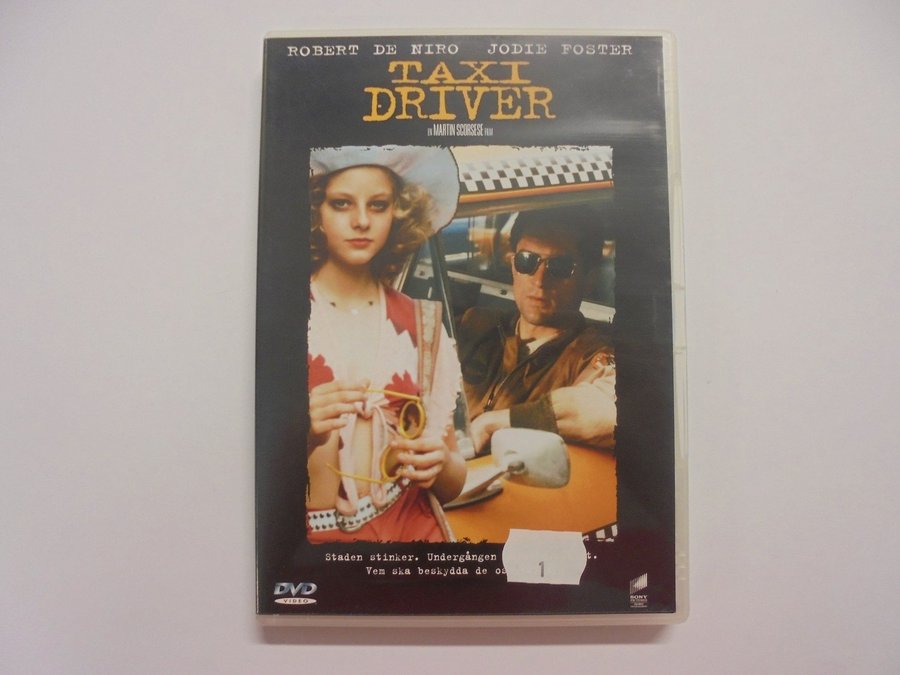 ROBERT DE NIRO JODIE FOSTER
TAXI
DRIVER
EN MARTIN SCORSESE FILM
Staden stinker. Undergången
Vem ska beskydda de
1
DVD
VIDEO
SONY